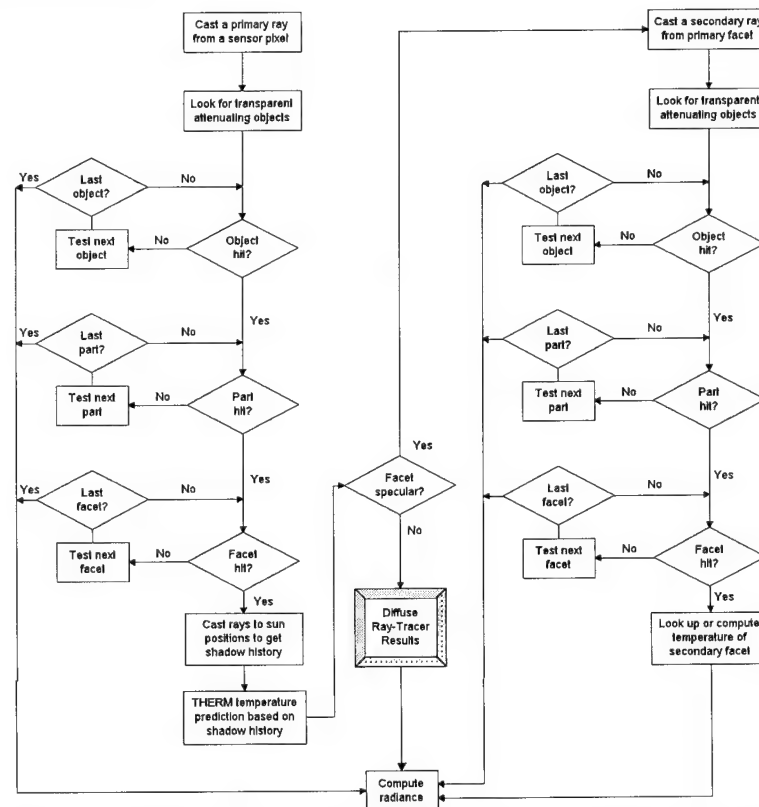 Cast a primary ray
from a sensor pixel
Look for transparent
attenuating objects
Yes
Last
object?
No
Test next
object
No
Object
hit?
Yes
Yes
Last
part?
No
Test next
part
No
Part
hit?
Yes
Yes
Last
facet?
No
Test next
facet
No
Facet
hit?
Yes
Cast rays to sun
positions to get
shadow history
THERM temperature
prediction based on
shadow history
Yes
Facet
specular?
No
Diffuse
Ray-Tracer
Results
Compute
radiance
Cast a secondary ray
from primary facet
Look for transparent
attenuating objects
Last
object?
No
Test next
object
No
Object
hit?
Yes
Last
part?
No
Test next
part
No
Part
hit?
Yes
Last
facet?
No
Test next
facet
No
Facet
hit?
Yes
Look up or compute
temperature of
secondary facet